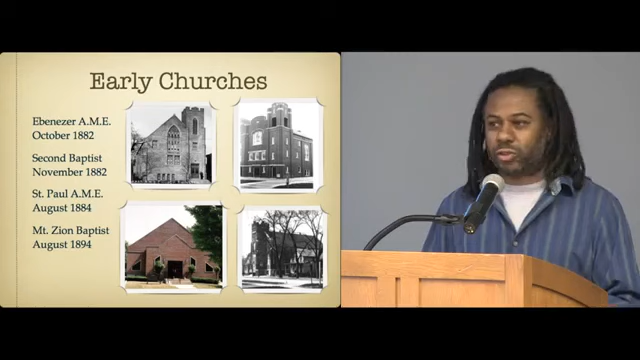 Early Churches
Ebenezer A.M.E.
October 1882
Second Baptist
November 1882
St. Paul A.M.E.
August 1884
Mt. Zion Baptist
August 1894